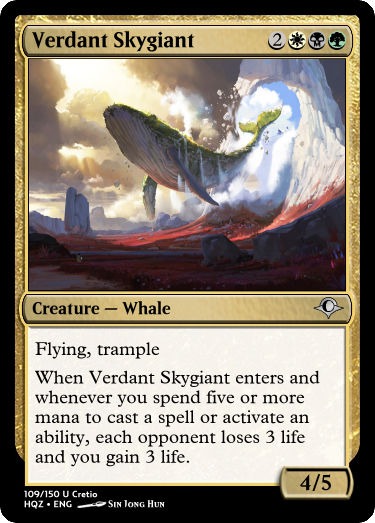 Verdant Skygiant 2
Creature — Whale
Flying, trample
When Verdant Skygiant enters and
whenever you spend five or more
mana to cast a spell or activate an
ability, each opponent loses 3 life
and you gain 3 life.
4/5
109/150 U Cretio
HQZ • ENG Sin Jong Hun